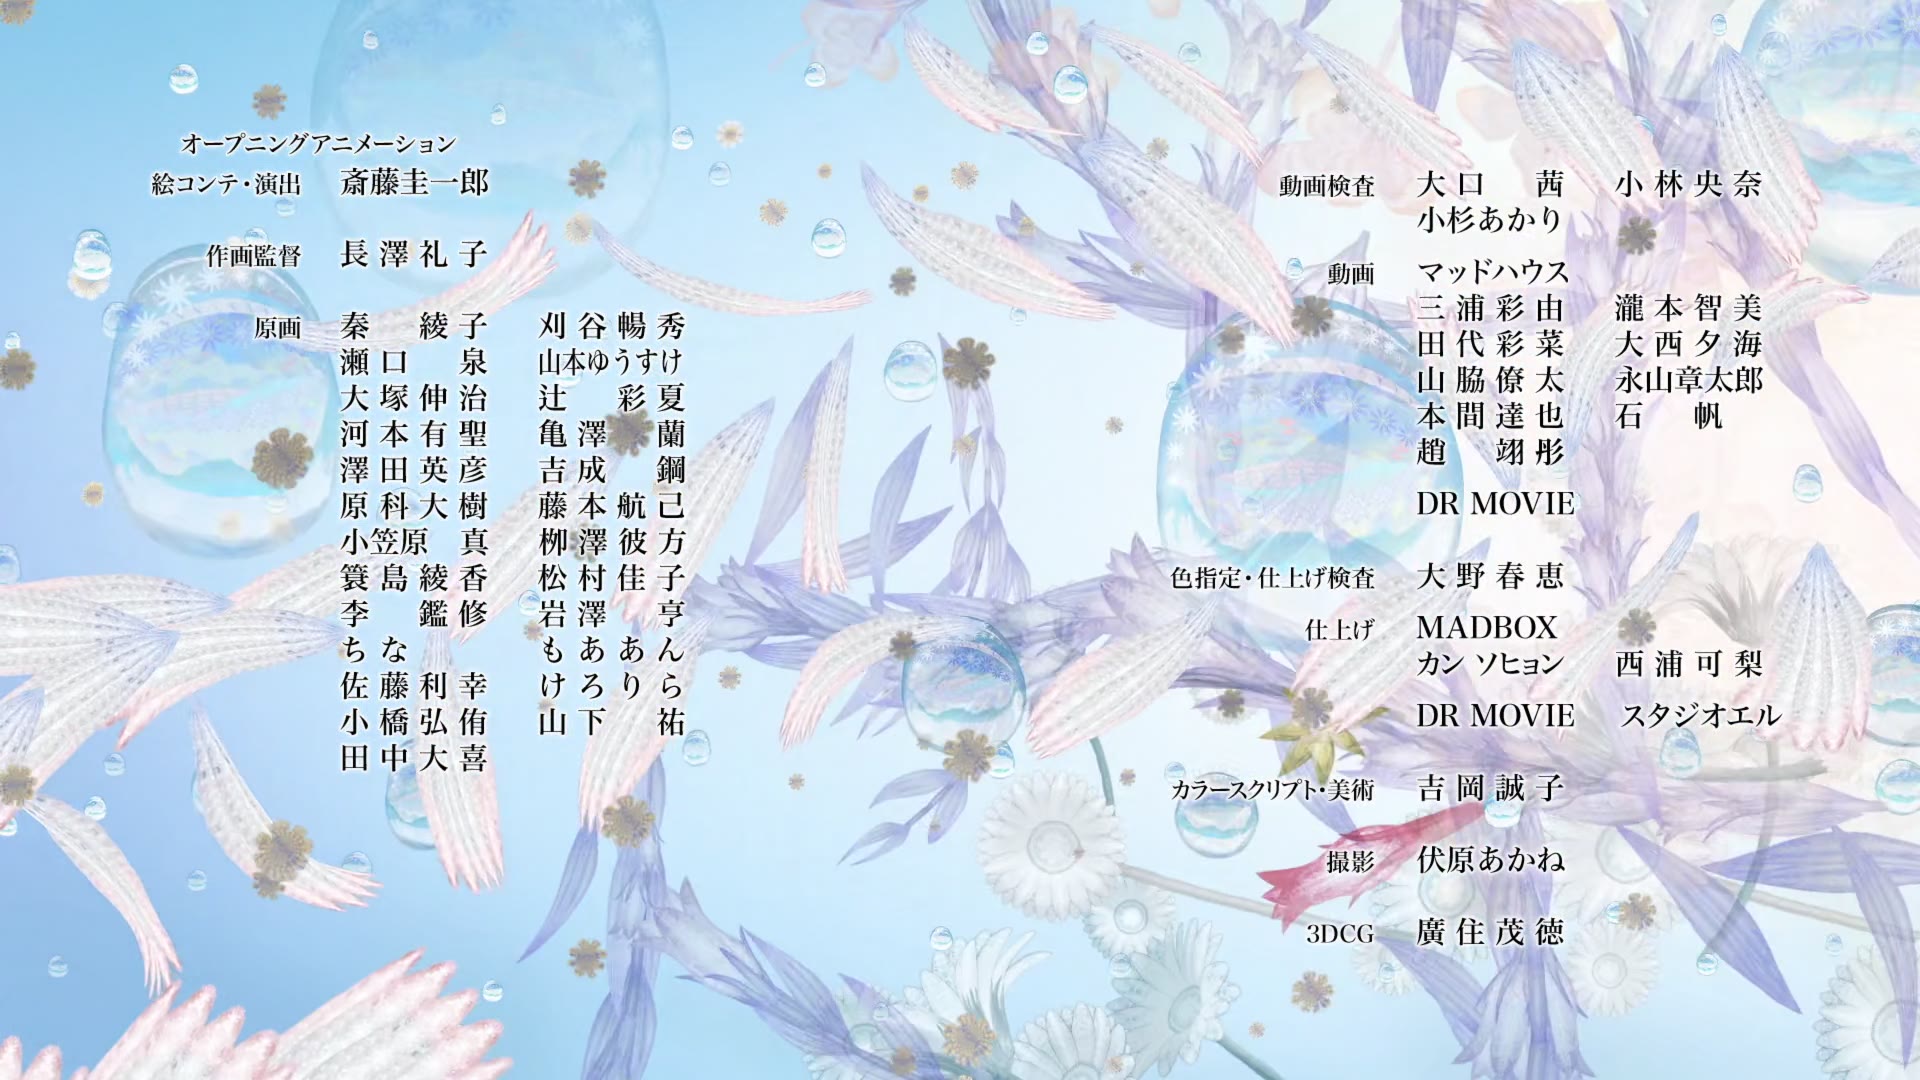 オープニングアニメーション
絵コンテ・演出 斎藤圭一郎
作画監督 長澤礼子
原画 秦綾子 刈谷暢秀
瀬口泉 山本ゆうすけ
大塚伸治 辻彩夏
河本有聖 亀澤蘭
澤田英彦 吉成鋼
原科大樹 藤本航己
小笠原真 栁澤彼方
簑島綾香 松村佳子
李鑑修 岩澤亨
ちな もああん
佐藤利幸 けろりら
小橋弘侑 山下祐
田中大喜
動画検査 大口茜 小林央奈
小杉あかり
動画 マッドハウス
三浦彩由 瀧本智美
田代彩菜 大西夕海
山脇僚太 永山章太郎
本間達也 石帆
趙翊彤
DR MOVIE
色指定・仕上げ検査 大野春恵
仕上げ MADBOX
カン ソヒョン 西浦可梨
DR MOVIE スタジオエル
カラースクリプト・美術 吉岡誠子
撮影 伏原あかね
3DCG 廣住茂徳